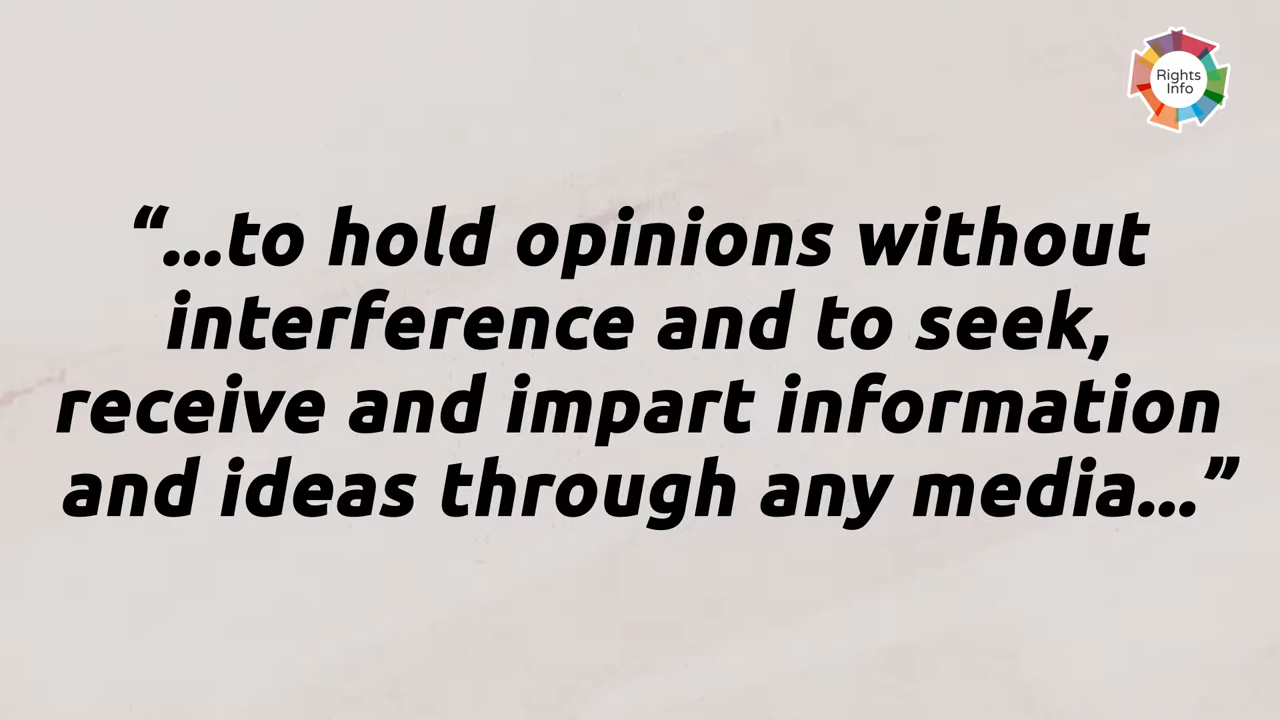 Rights
Info
“...to hold opinions without
interference and to seek,
receive and impart information
and ideas through any media...”